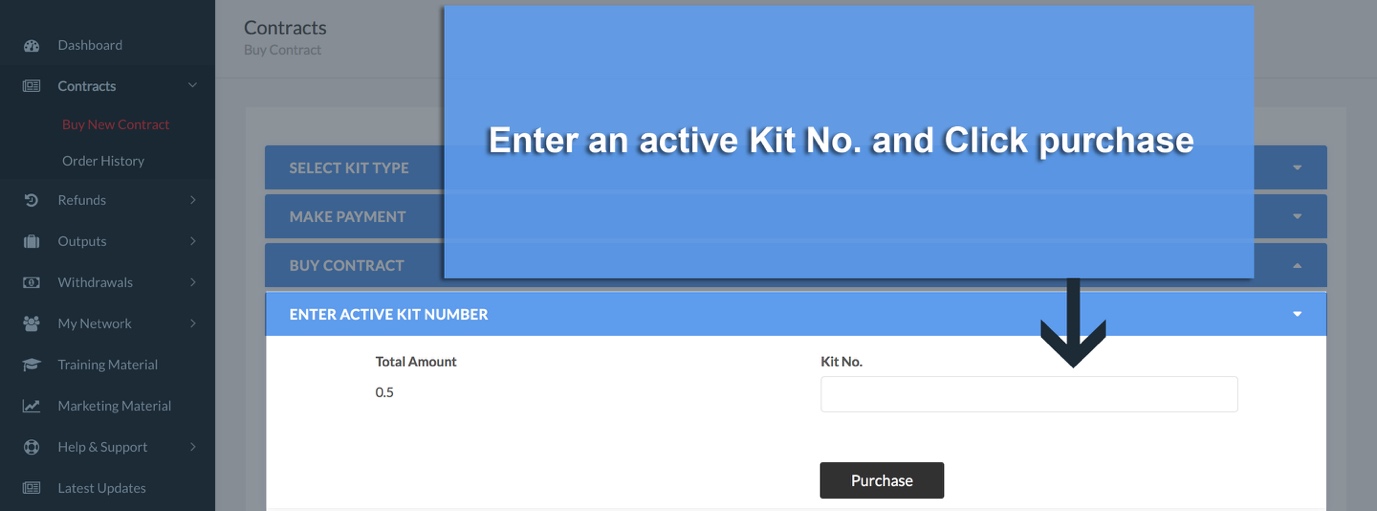 Dashboard
Contracts
Buy New Contract
Order History
Refunds
Outputs
Withdrawals
My Network
Training Material
Marketing Material
Help & Support
Latest Updates
Contracts
Buy Contract
Enter an active Kit No. and Click purchase
SELECT KIT TYPE
MAKE PAYMENT
BUY CONTRACT
ENTER ACTIVE KIT NUMBER
Total Amount
0.5
Kit No.
Purchase